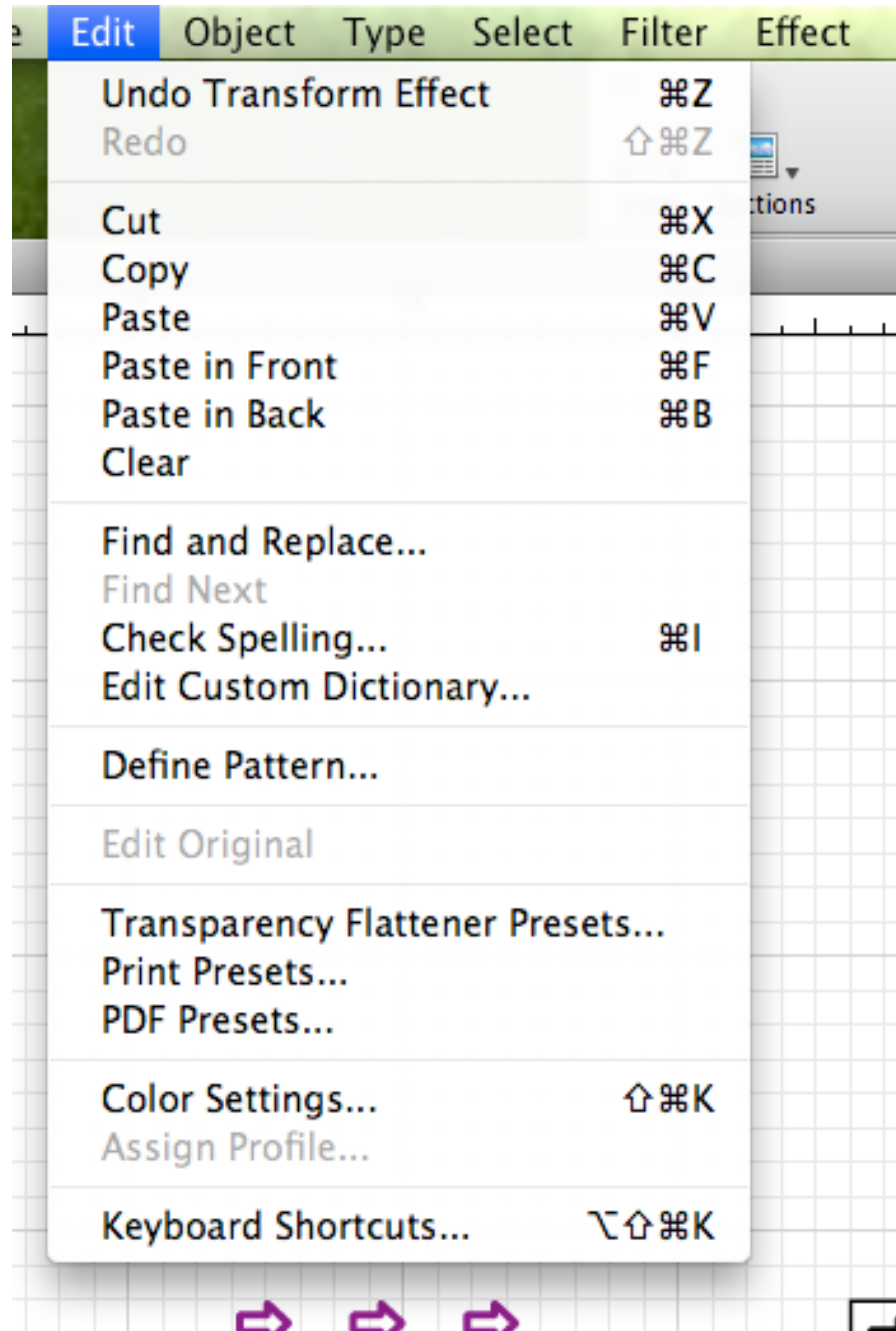 Edit Object Type Select Filter Effect
Undo Transform Effect ⌘Z
Redo ⇧⌘Z
Cut ⌘X
Copy ⌘C
Paste ⌘V
Paste in Front ⌘F
Paste in Back ⌘B
Clear
Find and Replace...
Find Next
Check Spelling... ⌘I
Edit Custom Dictionary...
Define Pattern...
Edit Original
Transparency Flattener Presets...
Print Presets...
PDF Presets...
Color Settings... ⇧⌘K
Assign Profile...
Keyboard Shortcuts... ⌥⇧⌘K